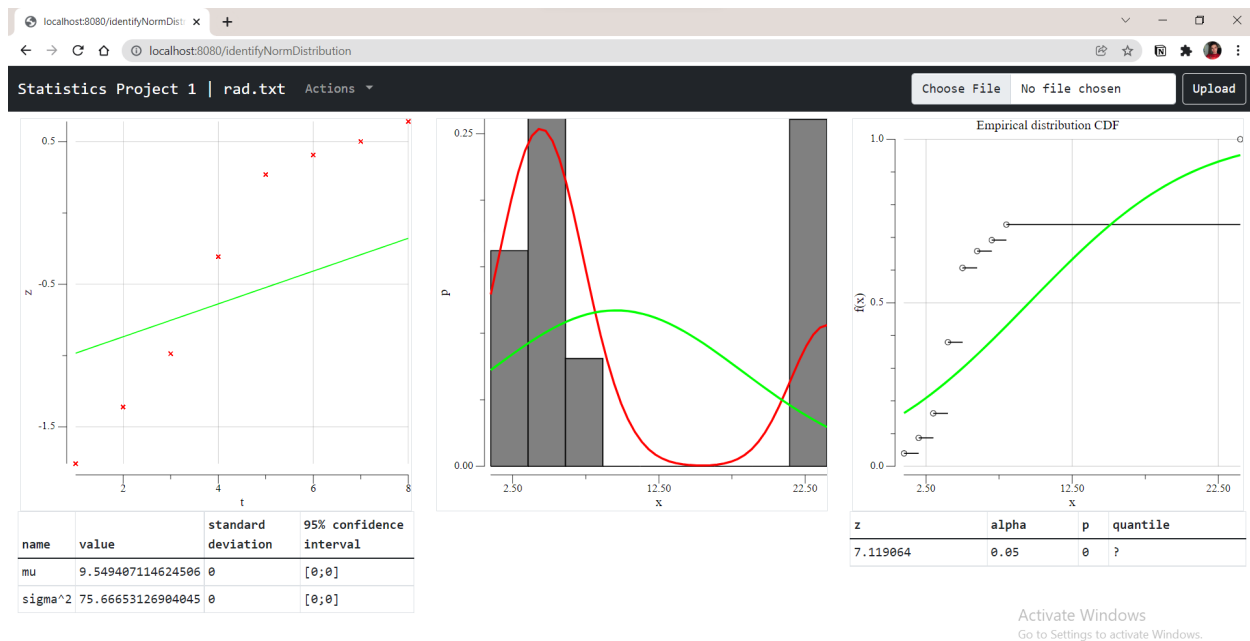 localhost:8080/identifyNormDistr
localhost:8080/identifyNormDistribution
Statistics Project 1 | rad.txt Actions Choose File No file chosen Upload
0.5
-0.5
-1.5
z
2 4 6 8
t
0.25
0.00
p
2.50 12.50 22.50
x
Empirical distribution CDF
1.0
0.5
0.0
f(x)
2.50 12.50 22.50
x
name value standard deviation 95% confidence interval
mu 9.549407114624506 0 [0;0]
sigma^2 75.66653126904045 0 [0;0]
z alpha p quantile
7.119064 0.05 0 ?
Activate Windows
Go to Settings to activate Windows.